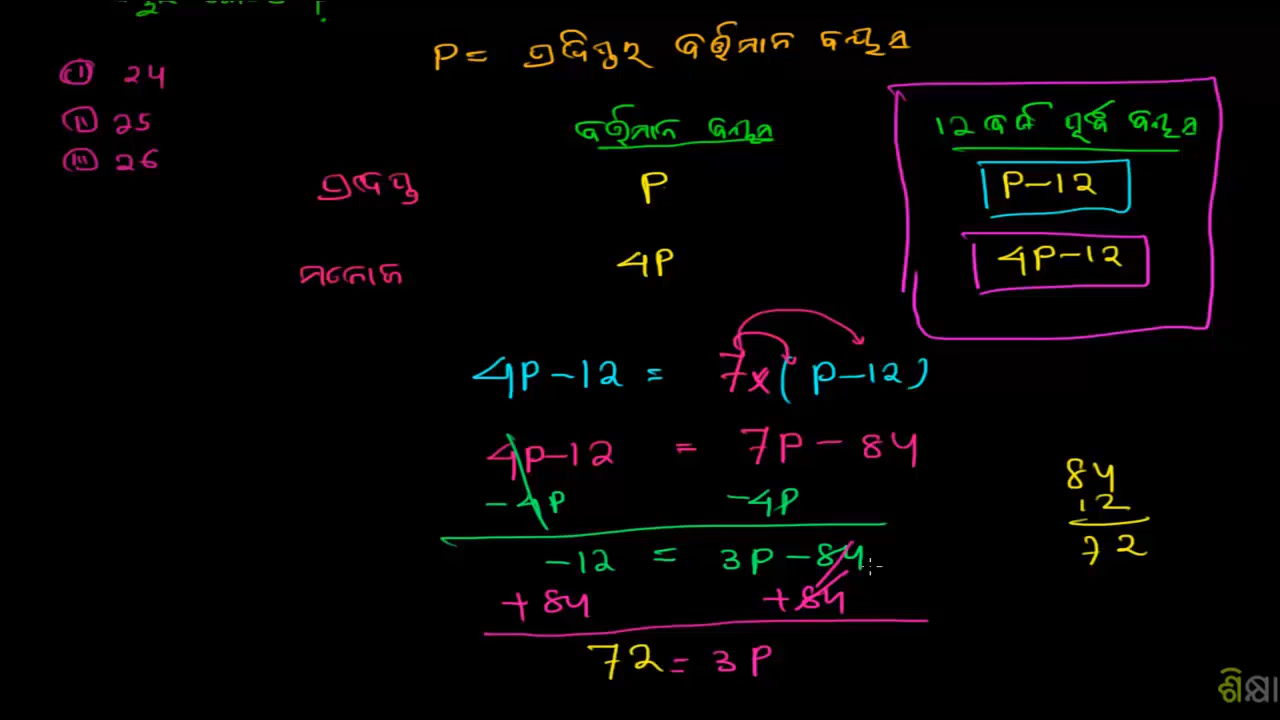 P = ପ୍ରଦିପ୍ତର ବର୍ତ୍ତମାନ ବୟସ
(i) 24
(ii) 25
(iii) 26
ବର୍ତ୍ତମାନ ବୟସ
12 ବର୍ଷ ପୂର୍ବ ବୟସ
P P-12
ମନୋଜ 4P 4P-12
4P-12 = 7x(P-12)
4P-12 = 7P-84
-4P -4P
-12 = 3P-84
+84 +84
72 = 3P
84
12
72
ଶିକ୍ଷା